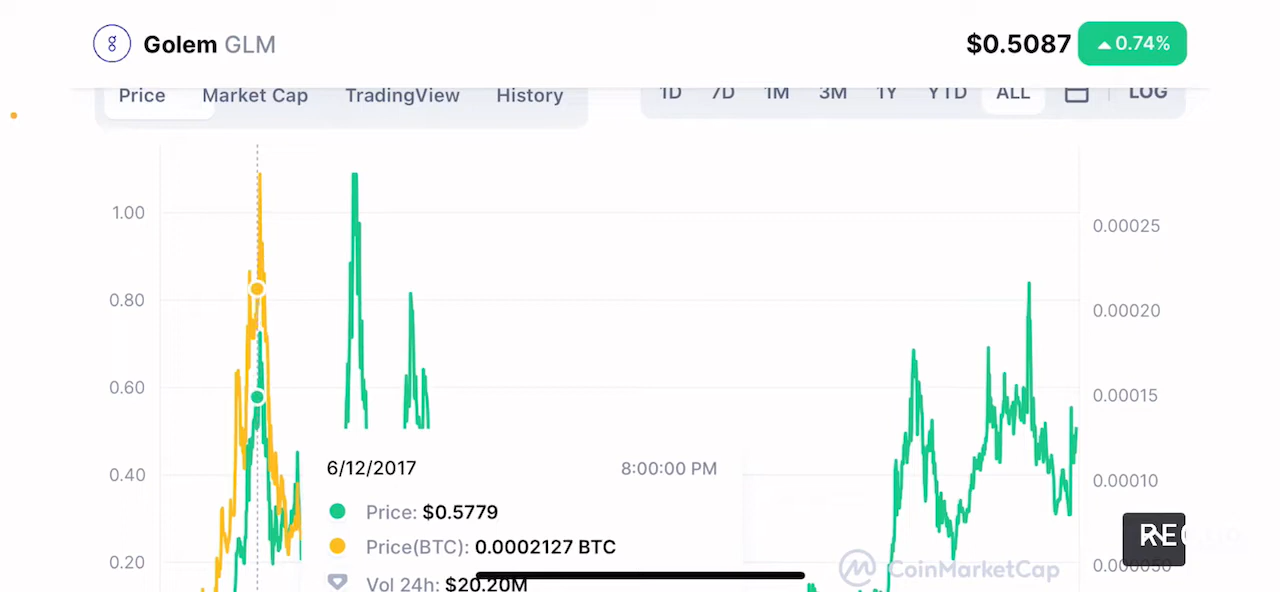 Golem GLM
$0.5087
0.74%
Price Market Cap TradingView History
1D 7D 1M 3M 1Y YTD ALL LOG
1.00
0.80
0.60
0.40
0.20
0.00025
0.00020
0.00015
0.00010
0.000050
6/12/2017 8:00:00 PM
Price: $0.5779
Price(BTC): 0.0002127 BTC
Vol 24h: $20.20M
CoinMarketCap